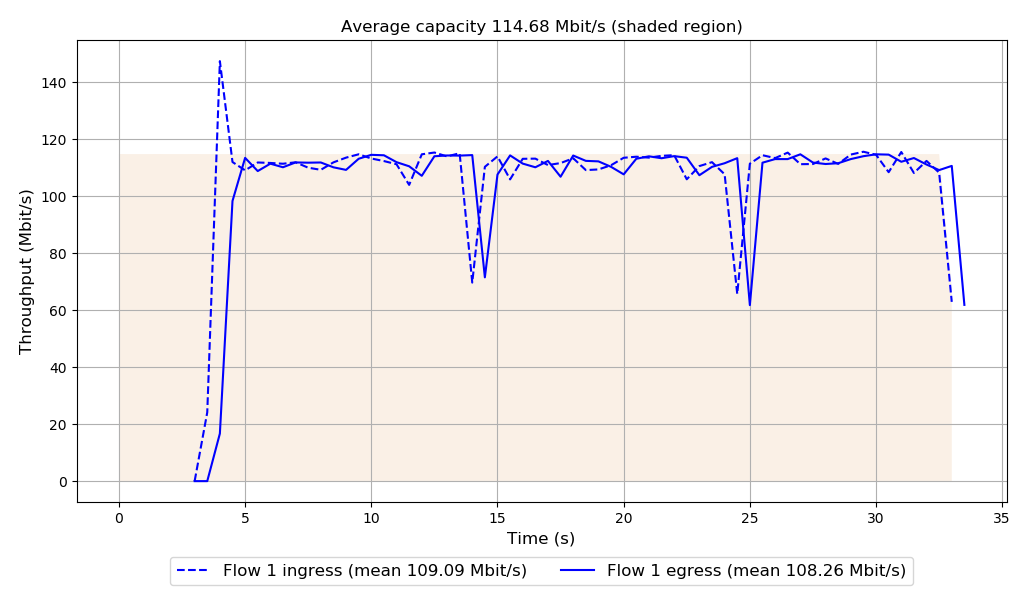 Average capacity 114.68 Mbit/s (shaded region)
Throughput (Mbit/s)
140
120
100
80
60
40
20
0
0 5 10 15 20 25 30 35
Time (s)
Flow 1 ingress (mean 109.09 Mbit/s) Flow 1 egress (mean 108.26 Mbit/s)